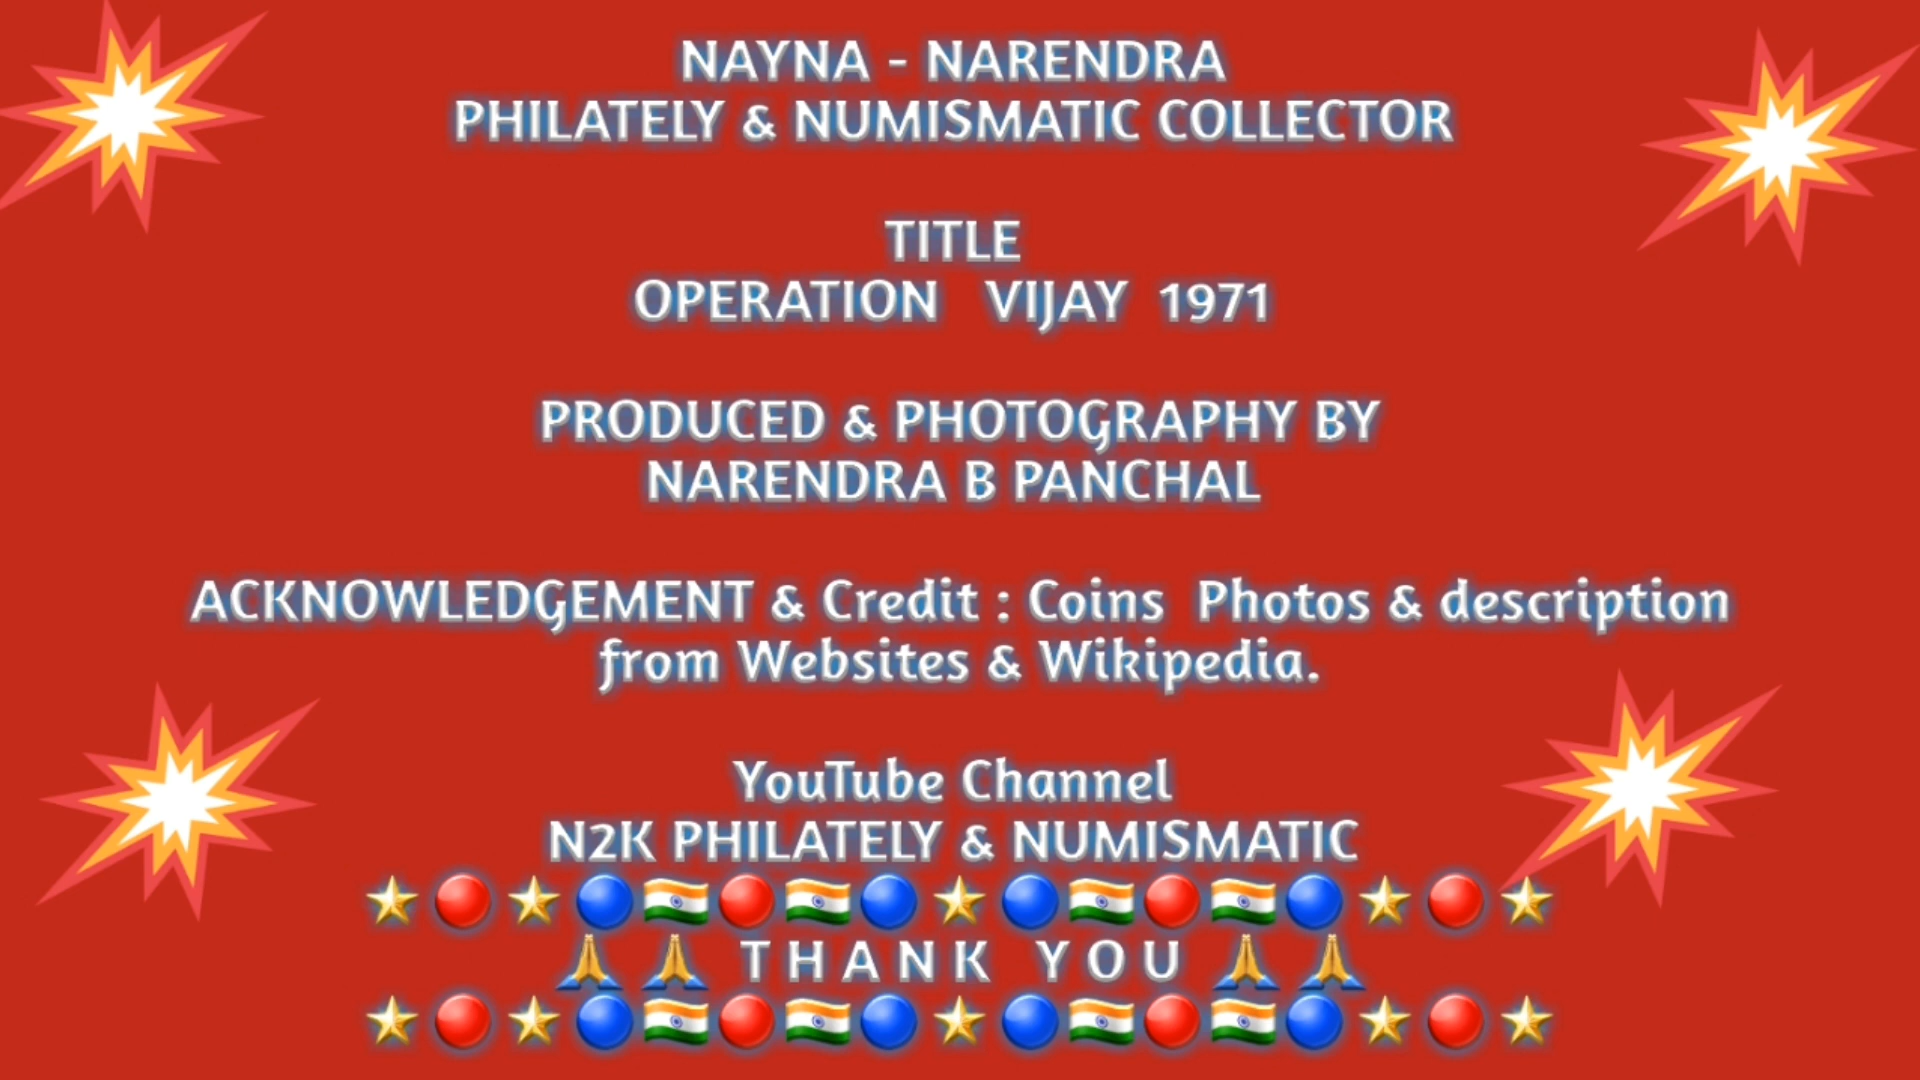 NAYNA - NARENDRA
PHILATELY & NUMISMATIC COLLECTOR
TITLE
OPERATION VIJAY 1971
PRODUCED & PHOTOGRAPHY BY
NARENDRA B PANCHAL
ACKNOWLEDGEMENT & Credit : Coins Photos & description
from Websites & Wikipedia.
YouTube Channel
N2K PHILATELY & NUMISMATIC
THANK YOU